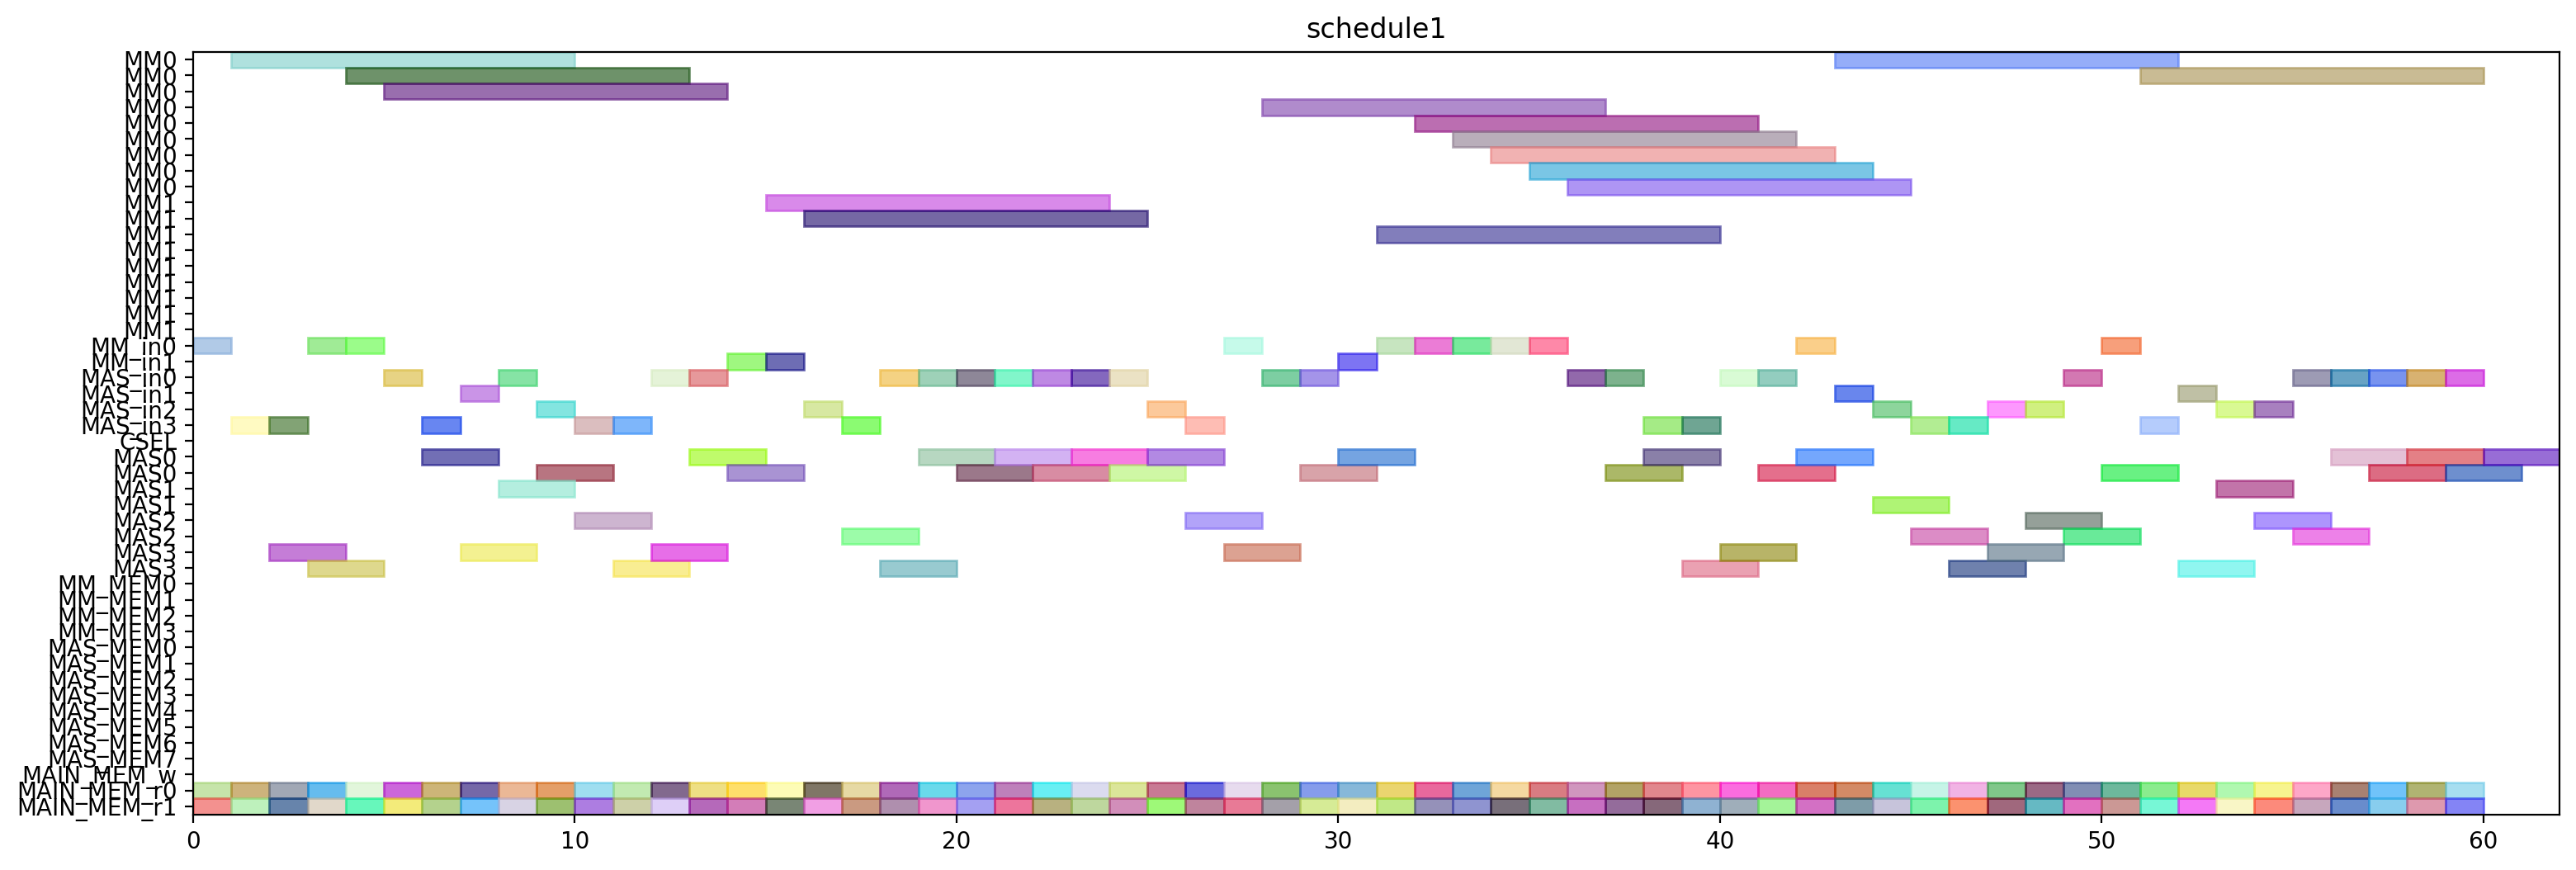 schedule1
MM0
MM0
MM0
MM0
MM0
MM0
MM0
MM0
MM0
MM1
MM1
MM1
MM1
MM1
MM1
MM1
MM1
MM1
MM_in0
MM_in1
MAS_in0
MAS_in1
MAS_in2
MAS_in3
CSEL
MAS0
MAS0
MAS1
MAS1
MAS2
MAS2
MAS3
MAS3
MM_MEM0
MM_MEM1
MM_MEM2
MM_MEM3
MAS_MEM0
MAS_MEM1
MAS_MEM2
MAS_MEM3
MAS_MEM4
MAS_MEM5
MAS_MEM6
MAS_MEM7
MAIN_MEM_w
MAIN_MEM_r0
MAIN_MEM_r1
0 10 20 30 40 50 60